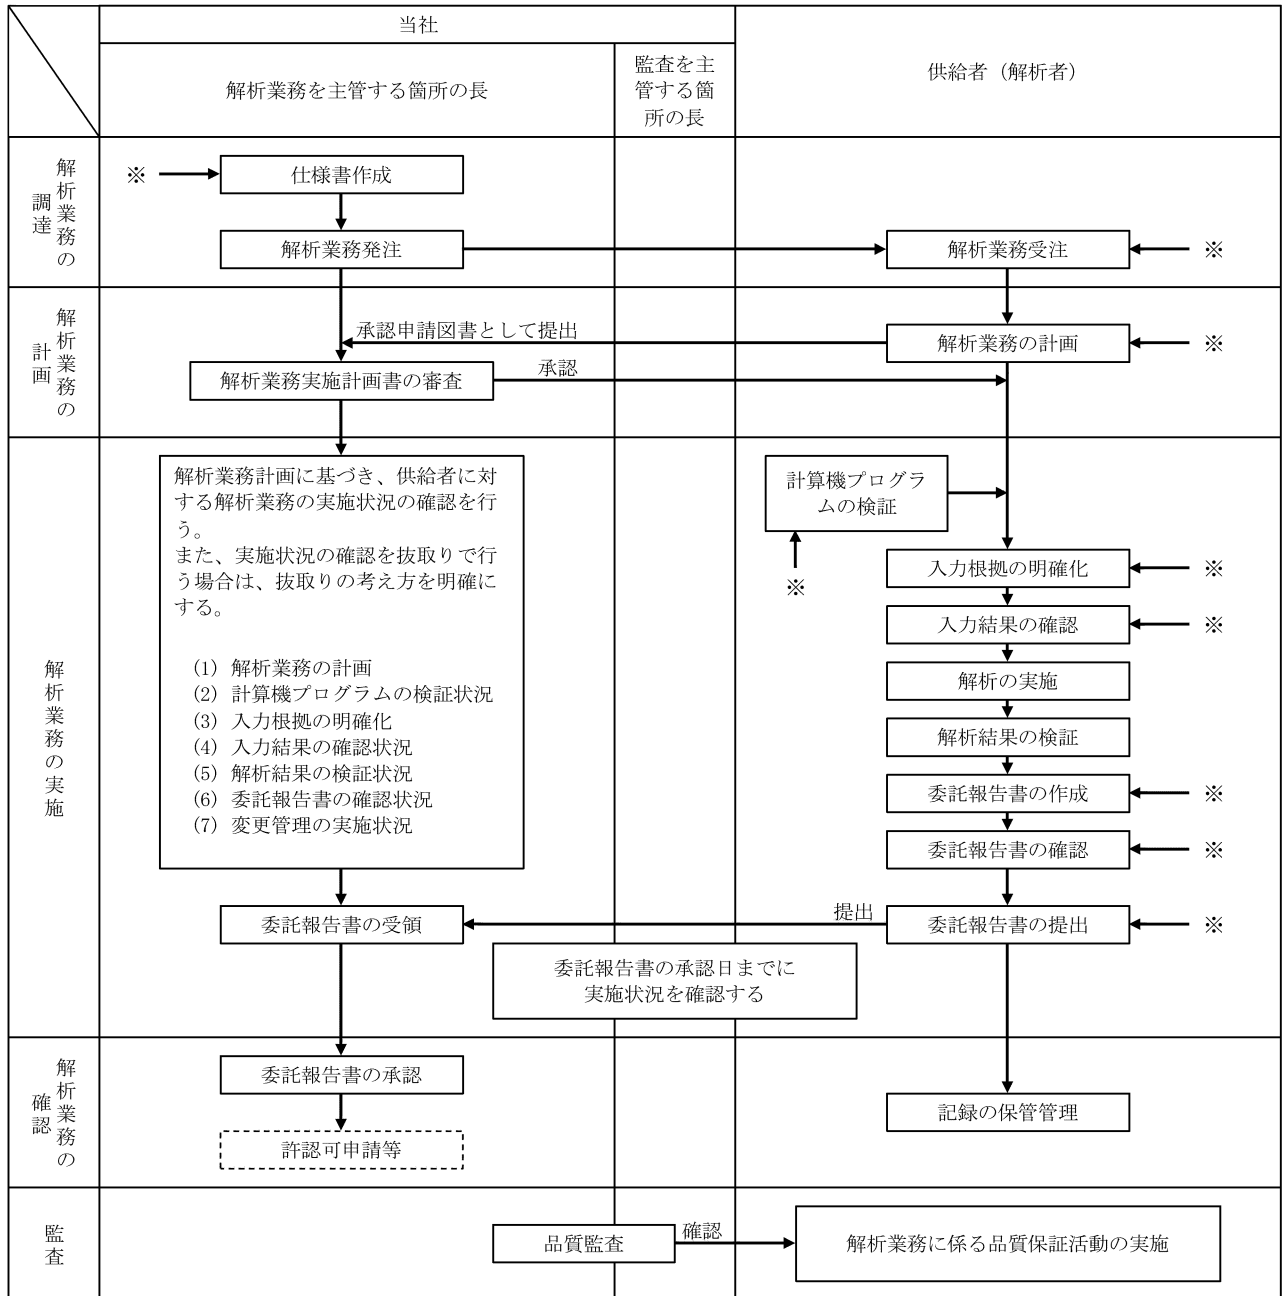 当社
解析業務を主管する箇所の長
監査を主
管する箇
所の長
供給者（解析者）
解析業務の
調達
※
仕様書作成
解析業務発注
解析業務受注
※
解析業務の
計画
承認申請図書として提出
解析業務の計画
※
解析業務実施計画書の審査
承認
解析業務の実施
解析業務計画に基づき、供給者に対
する解析業務の実施状況の確認を行
う。
また、実施状況の確認を抜取りで行
う場合は、抜取りの考え方を明確に
する。
(1) 解析業務の計画
(2) 計算機プログラムの検証状況
(3) 入力根拠の明確化
(4) 入力結果の確認状況
(5) 解析結果の検証状況
(6) 委託報告書の確認状況
(7) 変更管理の実施状況
計算機プログラ
ムの検証
※
入力根拠の明確化
※
入力結果の確認
※
解析の実施
解析結果の検証
委託報告書の作成
※
委託報告書の確認
※
委託報告書の受領
提出
委託報告書の提出
※
委託報告書の承認日までに
実施状況を確認する
解析業務の
確認
委託報告書の承認
記録の保管管理
許認可申請等
監査
品質監査
確認
解析業務に係る品質保証活動の実施